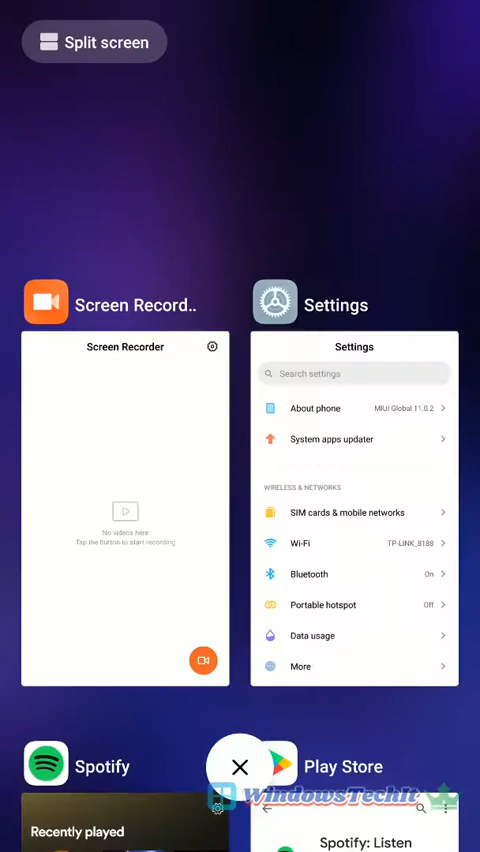 Split screen
Screen Record..
Settings
Screen Recorder
No videos here
Tap the button to start recording
Settings
Search settings
About phone
MIUI Global 11.0.2
System apps updater
WIRELESS & NETWORKS
SIM cards & mobile networks
Wi-Fi
TP-LINK_8188
Bluetooth
On
Portable hotspot
Off
Data usage
More
Spotify
Play Store
WindowsTechIt
Recently played
Spotify: Listen